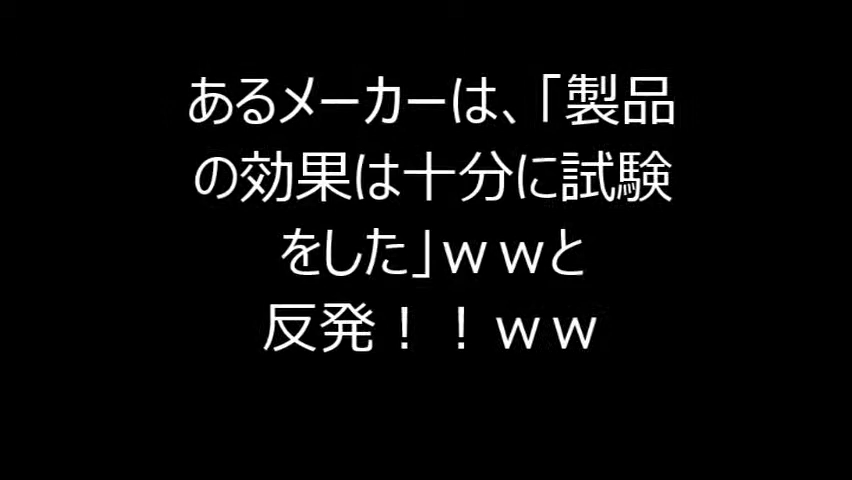 あるメーカーは、「製品
の効果は十分に試験
をした」ｗｗと
反発！！ｗｗ